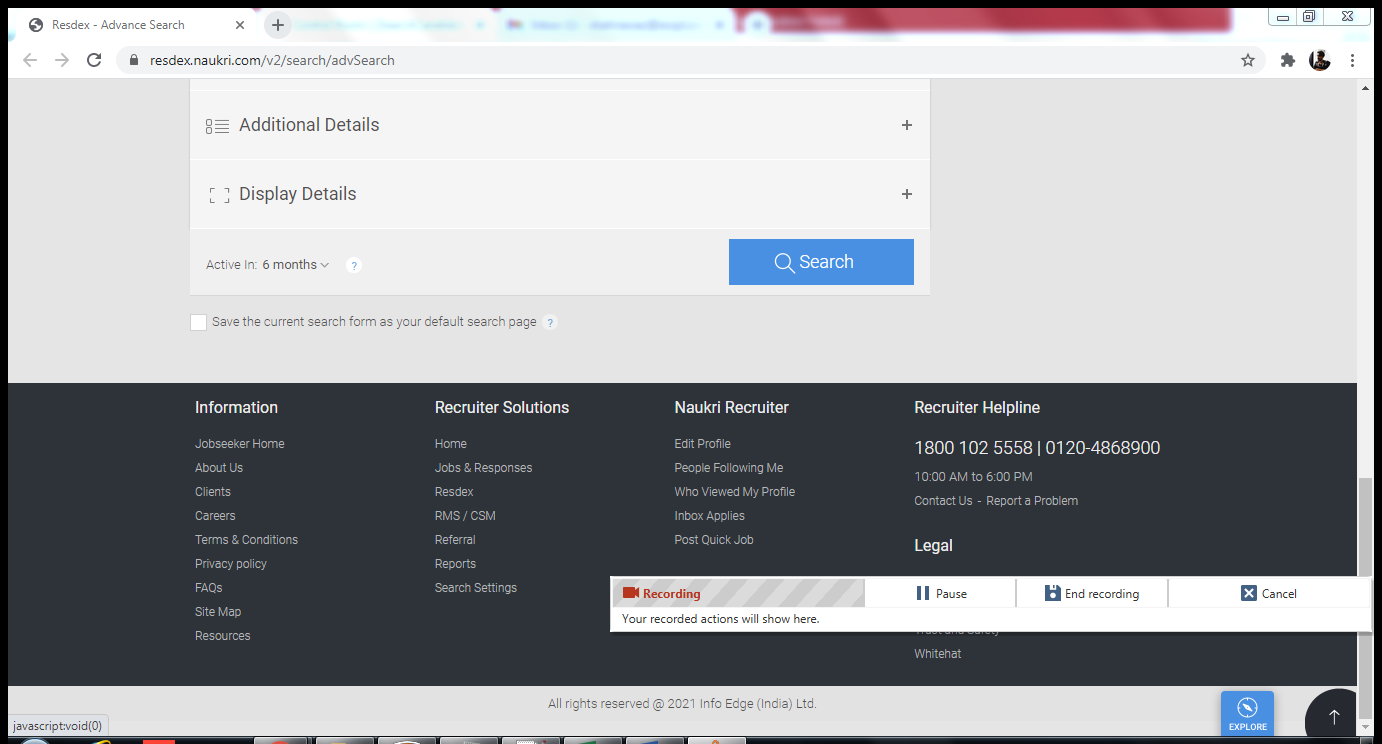 Resdex - Advance Search
resdex.naukri.com/v2/search/advSearch
Additional Details
Display Details
Active In: 6 months ?
Search
Save the current search form as your default search page ?
Information
Jobseeker Home
About Us
Clients
Careers
Terms & Conditions
Privacy policy
FAQs
Site Map
Resources
Recruiter Solutions
Home
Jobs & Responses
Resdex
RMS / CSM
Referral
Reports
Search Settings
Naukri Recruiter
Edit Profile
People Following Me
Who Viewed My Profile
Inbox Applies
Post Quick Job
Recruiter Helpline
1800 102 5558 | 0120-4868900
10:00 AM to 6:00 PM
Contact Us - Report a Problem
Legal
Recording
Pause
End recording
Cancel
Your recorded actions will show here.
Trust and Safety
Whitehat
All rights reserved @ 2021 Info Edge (India) Ltd.
EXPLORE
javascript:void(0)